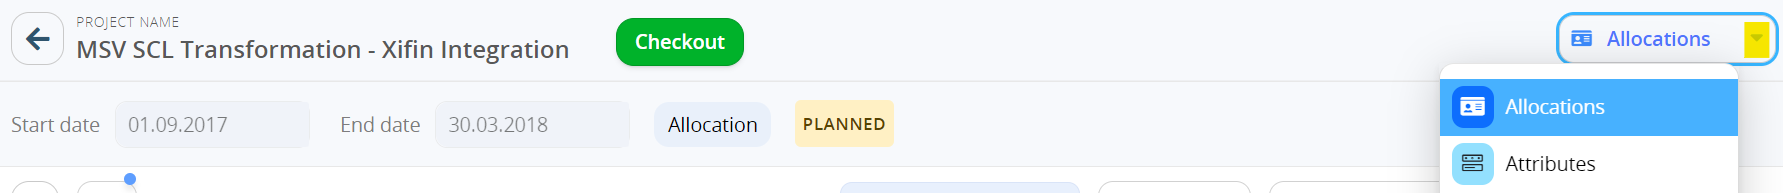 PROJECT NAME
MSV SCL Transformation - Xifin Integration
Checkout
Allocations
Start date 01.09.2017 End date 30.03.2018 Allocation PLANNED
Allocations
Attributes